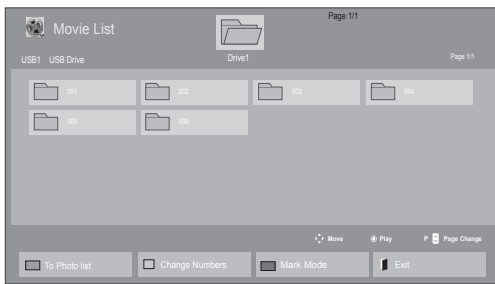 Page 1/1
Movie List
Drive1
USB1 USB Drive
Page 1/1
001 002 003 004
005 006
Move Play P Page Change
To Photo list Change Numbers Mark Mode Exit